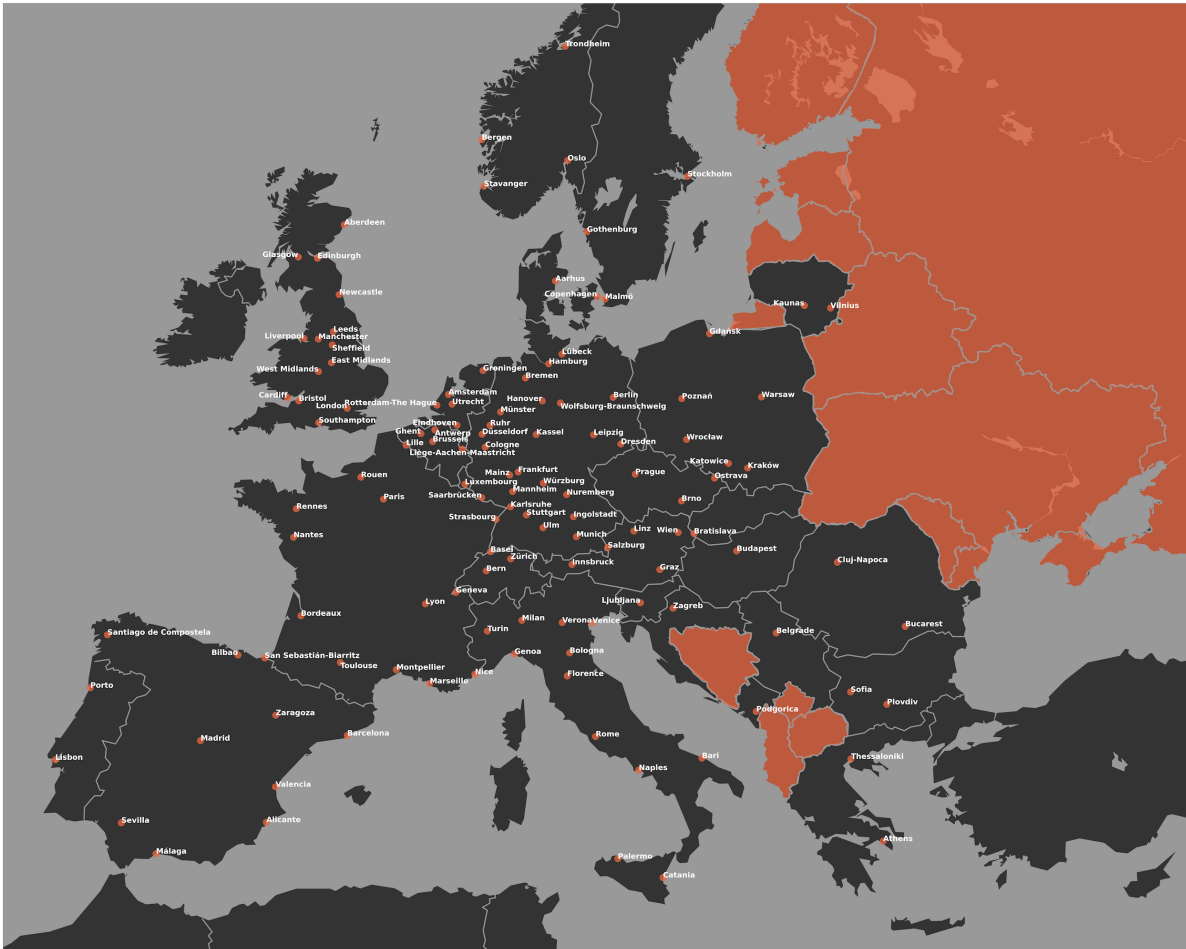 Trondheim
Bergen
Oslo
Stockholm
Stavanger
Aberdeen
Gothenburg
Glasgow
Edinburgh
Aarhus
Newcastle
Copenhagen
Malmö
Kaunas
Vilnius
Leeds
Liverpool
Manchester
Gdańsk
Sheffield
Lübeck
East Midlands
Hamburg
West Midlands
Groningen
Bremen
Cardiff
Bristol
Amsterdam
Hanover
Berlin
Poznań
Warsaw
London
Rotterdam-The Hague
Utrecht
Wolfsburg-Braunschweig
Münster
Southampton
Eindhoven
Ruhr
Ghent
Antwerp
Düsseldorf
Kassel
Leipzig
Wrocław
Brussels
Lille
Cologne
Dresden
Liège-Aachen-Maastricht
Katowice
Kraków
Rouen
Mainz
Frankfurt
Prague
Ostrava
Luxembourg
Würzburg
Mannheim
Nuremberg
Paris
Saarbrücken
Brno
Rennes
Karlsruhe
Strasbourg
Stuttgart
Ingolstadt
Ulm
Linz
Wien
Bratislava
Nantes
Munich
Salzburg
Basel
Zürich
Budapest
Bern
Innsbruck
Graz
Cluj-Napoca
Geneva
Lyon
Ljubljana
Zagreb
Bordeaux
Milan
Verona
Venice
Turin
Belgrade
Bucarest
Santiago de Compostela
Bilbao
San Sebastián-Biarritz
Toulouse
Genoa
Bologna
Montpellier
Marseille
Nice
Florence
Porto
Sofia
Plovdiv
Zaragoza
Podgorica
Madrid
Barcelona
Rome
Lisbon
Bari
Thessaloniki
Naples
Valencia
Sevilla
Alicante
Athens
Málaga
Palermo
Catania